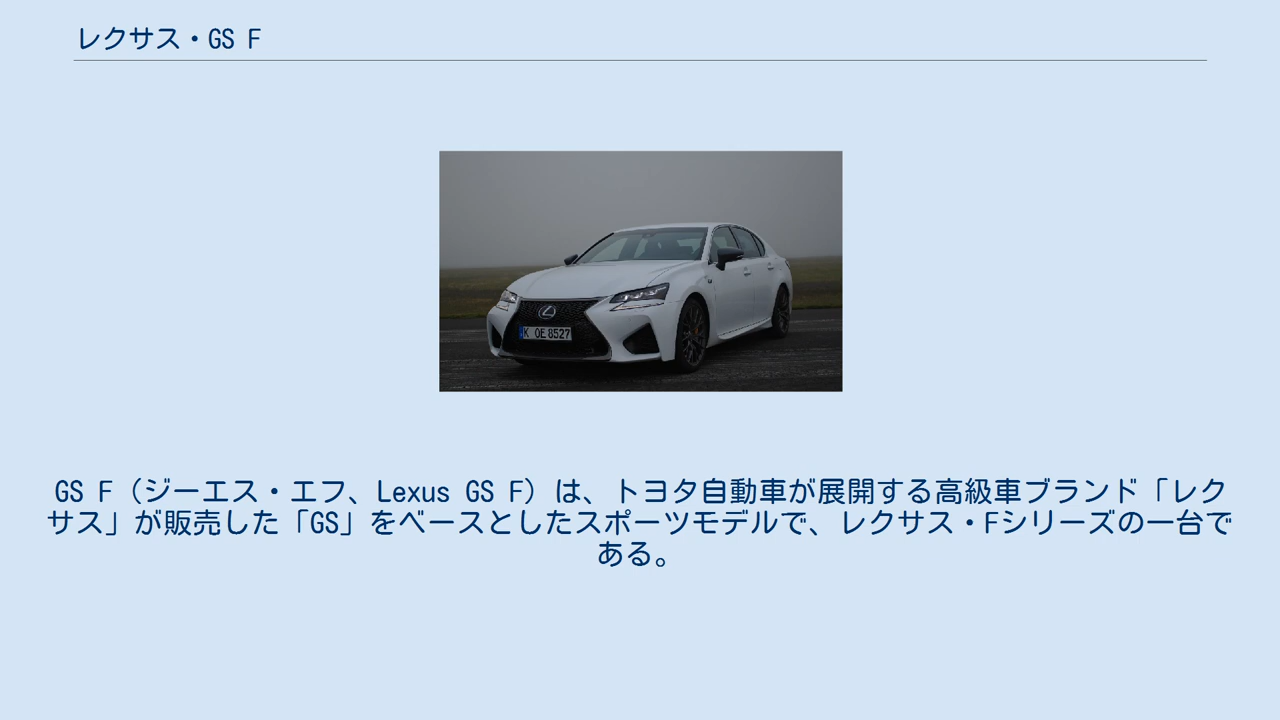 レクサス・GS F
K OE 8527
GS F（ジーエス・エフ、Lexus GS F）は、トヨタ自動車が展開する高級車ブランド「レク
サス」が販売した「GS」をベースとしたスポーツモデルで、レクサス・Fシリーズの一台で
ある。